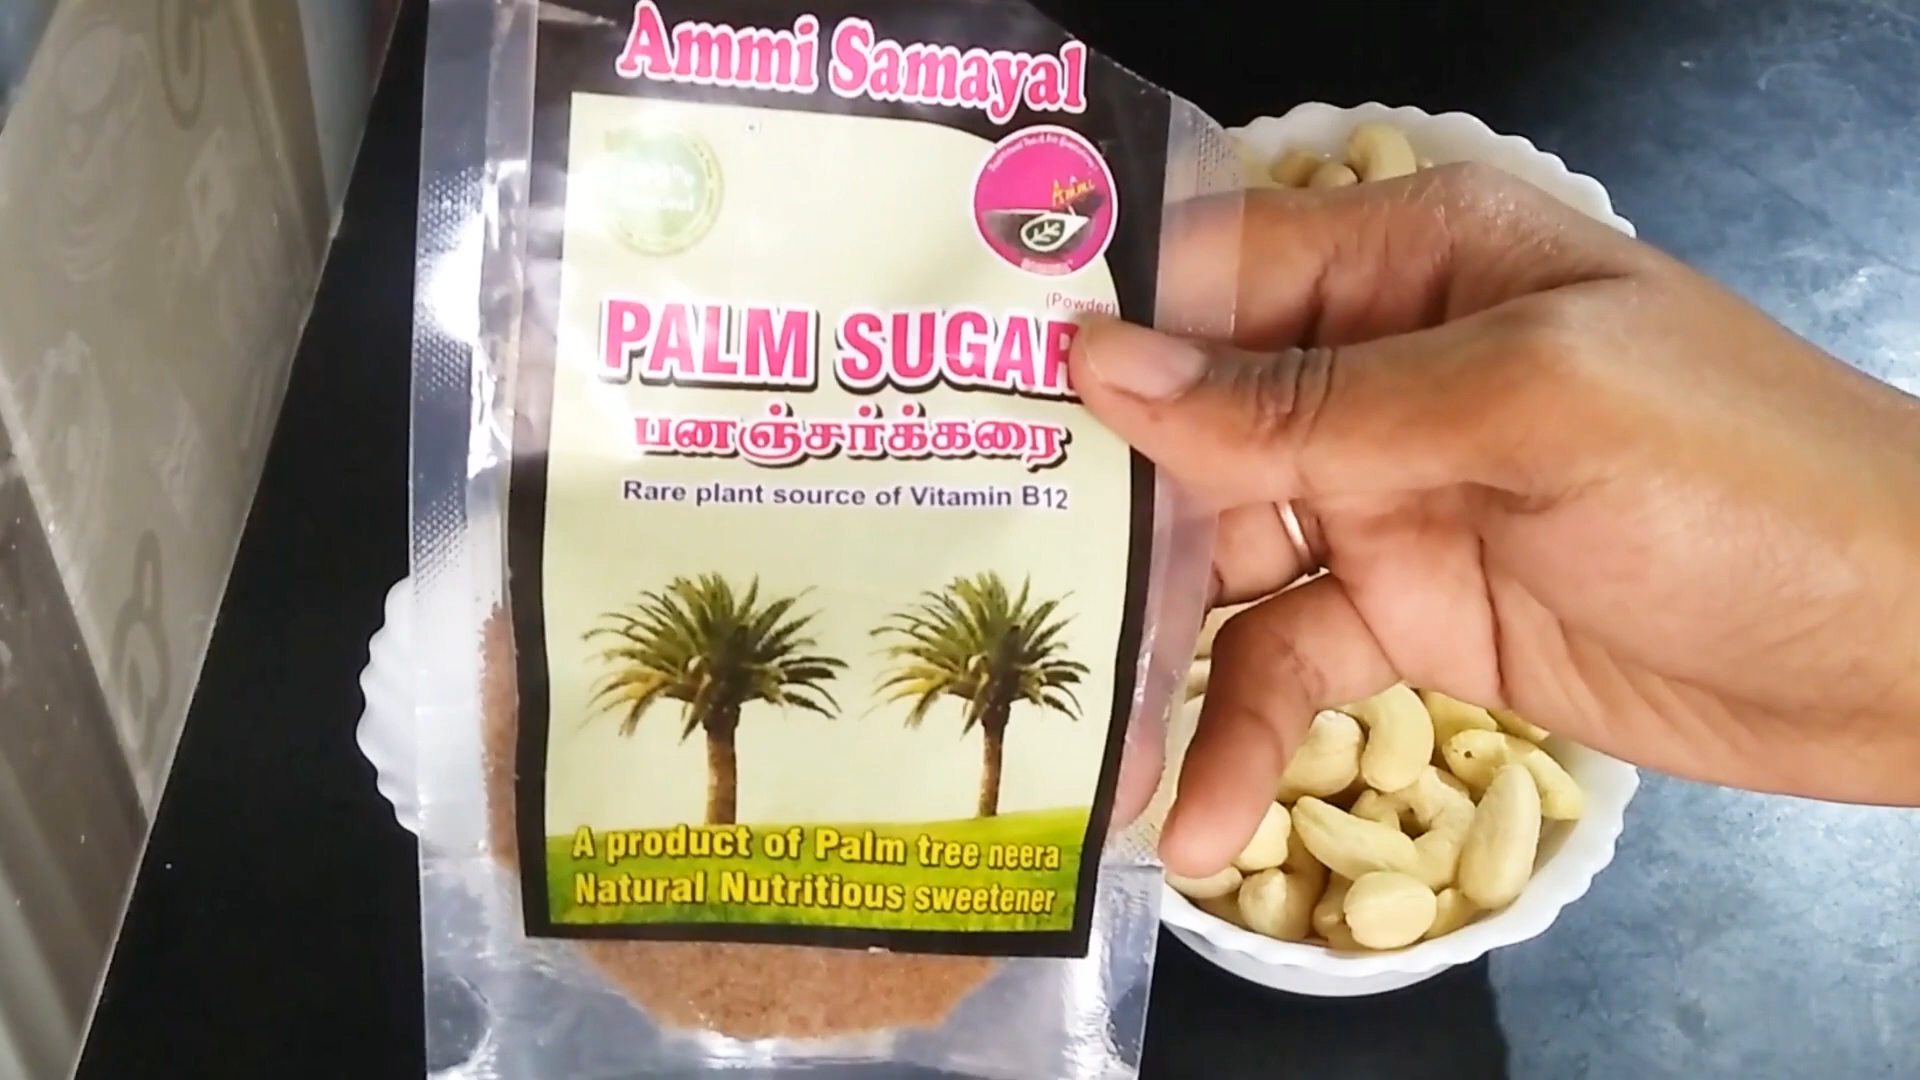 Ammi Samayal
Ammi
(Powder)
PALM SUGAR
பனஞ்சர்க்கரை
Rare plant source of Vitamin B12
A product of Palm tree neera
Natural Nutritious sweetener